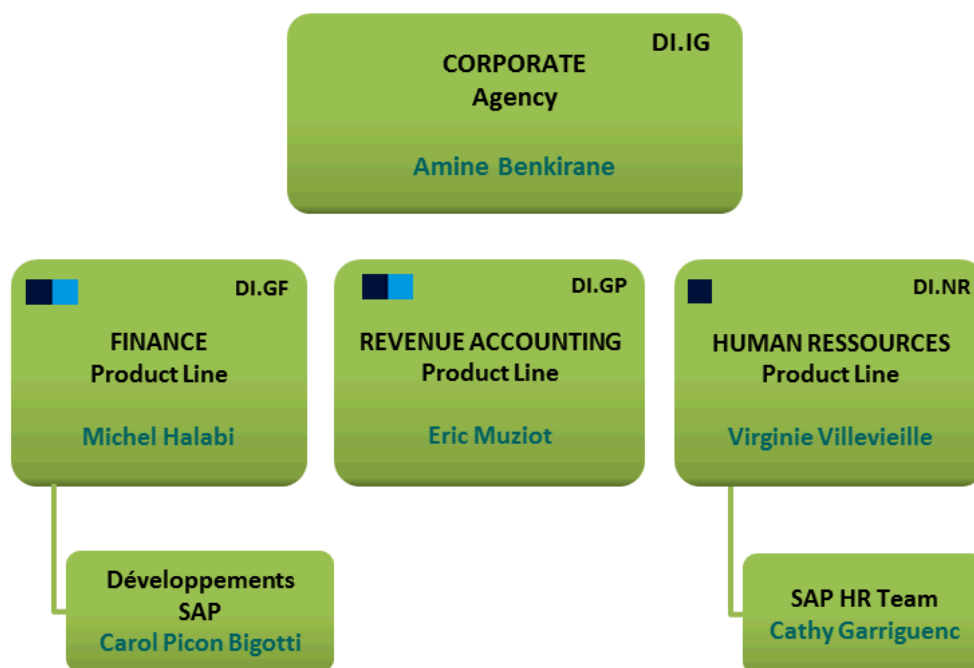 DI.IG
CORPORATE
Agency
Amine Benkirane
DI.GF
FINANCE
Product Line
Michel Halabi
DI.GP
REVENUE ACCOUNTING
Product Line
Eric Muziot
DI.NR
HUMAN RESSOURCES
Product Line
Virginie Villevieille
Développements
SAP
Carol Picon Bigotti
SAP HR Team
Cathy Garriguenc